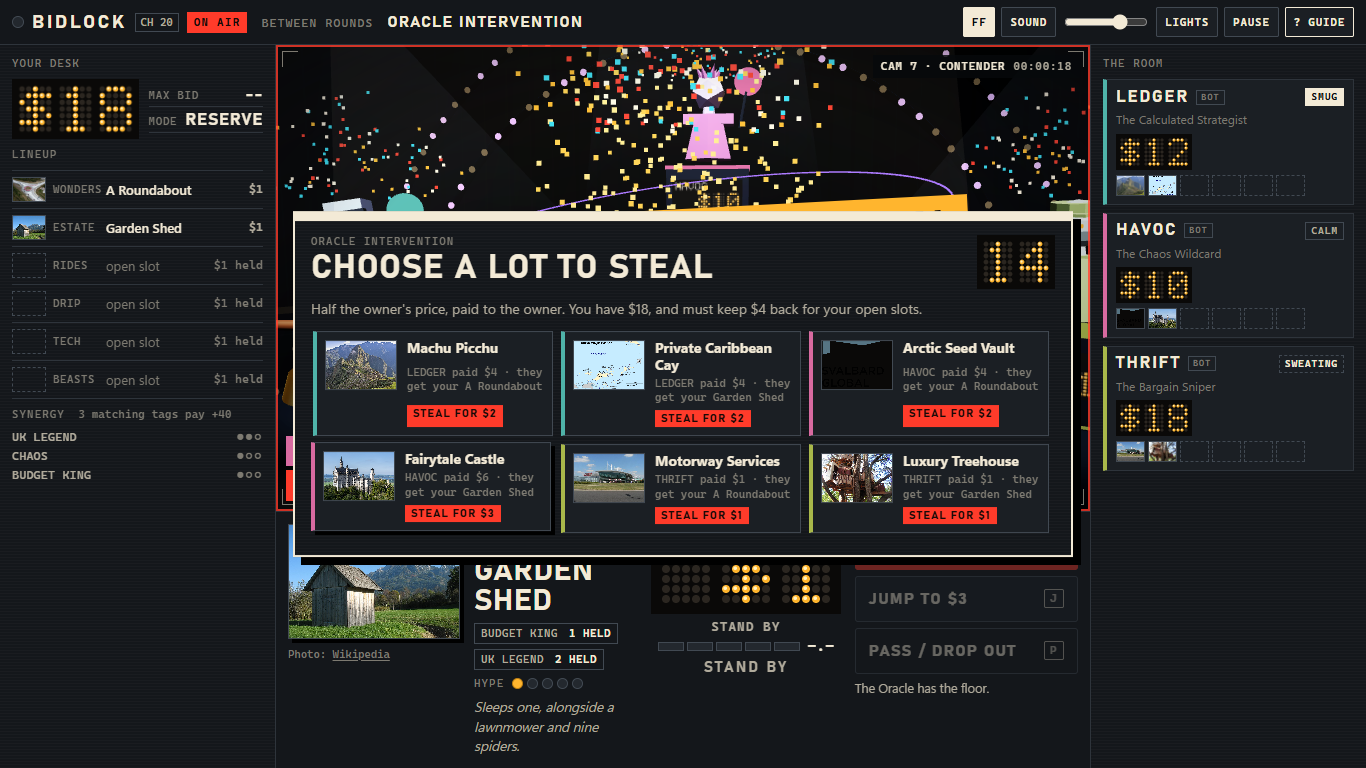 BIDLOCK CH 20 ON AIR BETWEEN ROUNDS ORACLE INTERVENTION FF SOUND LIGHTS PAUSE ? GUIDE
YOUR DESK
$18
MAX BID --
MODE RESERVE
LINEUP
WONDERS A Roundabout $1
ESTATE Garden Shed $1
RIDES open slot $1 held
DRIP open slot $1 held
TECH open slot $1 held
BEASTS open slot $1 held
SYNERGY 3 matching tags pay +40
UK LEGEND
CHAOS
BUDGET KING
CAM 7 · CONTENDER 00:00:18
$10
ORACLE INTERVENTION
CHOOSE A LOT TO STEAL
14
Half the owner's price, paid to the owner. You have $18, and must keep $4 back for your open slots.
Machu Picchu
LEDGER paid $4 · they
get your A Roundabout
STEAL FOR $2
Private Caribbean
Cay
LEDGER paid $4 · they
get your Garden Shed
STEAL FOR $2
Arctic Seed Vault
HAVOC paid $4 · they
get your A Roundabout
STEAL FOR $2
SVALBARD
GLOBAL
Fairytale Castle
HAVOC paid $6 · they
get your Garden Shed
STEAL FOR $3
Motorway Services
THRIFT paid $1 · they
get your A Roundabout
STEAL FOR $1
Luxury Treehouse
THRIFT paid $1 · they
get your Garden Shed
STEAL FOR $1
Photo: Wikipedia
GARDEN
SHED
BUDGET KING 1 HELD
UK LEGEND 2 HELD
HYPE
Sleeps one, alongside a
lawnmower and nine
spiders.
STAND BY
-.-
STAND BY
JUMP TO $3 J
PASS / DROP OUT P
The Oracle has the floor.
THE ROOM
LEDGER BOT SMUG
The Calculated Strategist
$12
HAVOC BOT CALM
The Chaos Wildcard
$10
THRIFT BOT SWEATING
The Bargain Sniper
$18